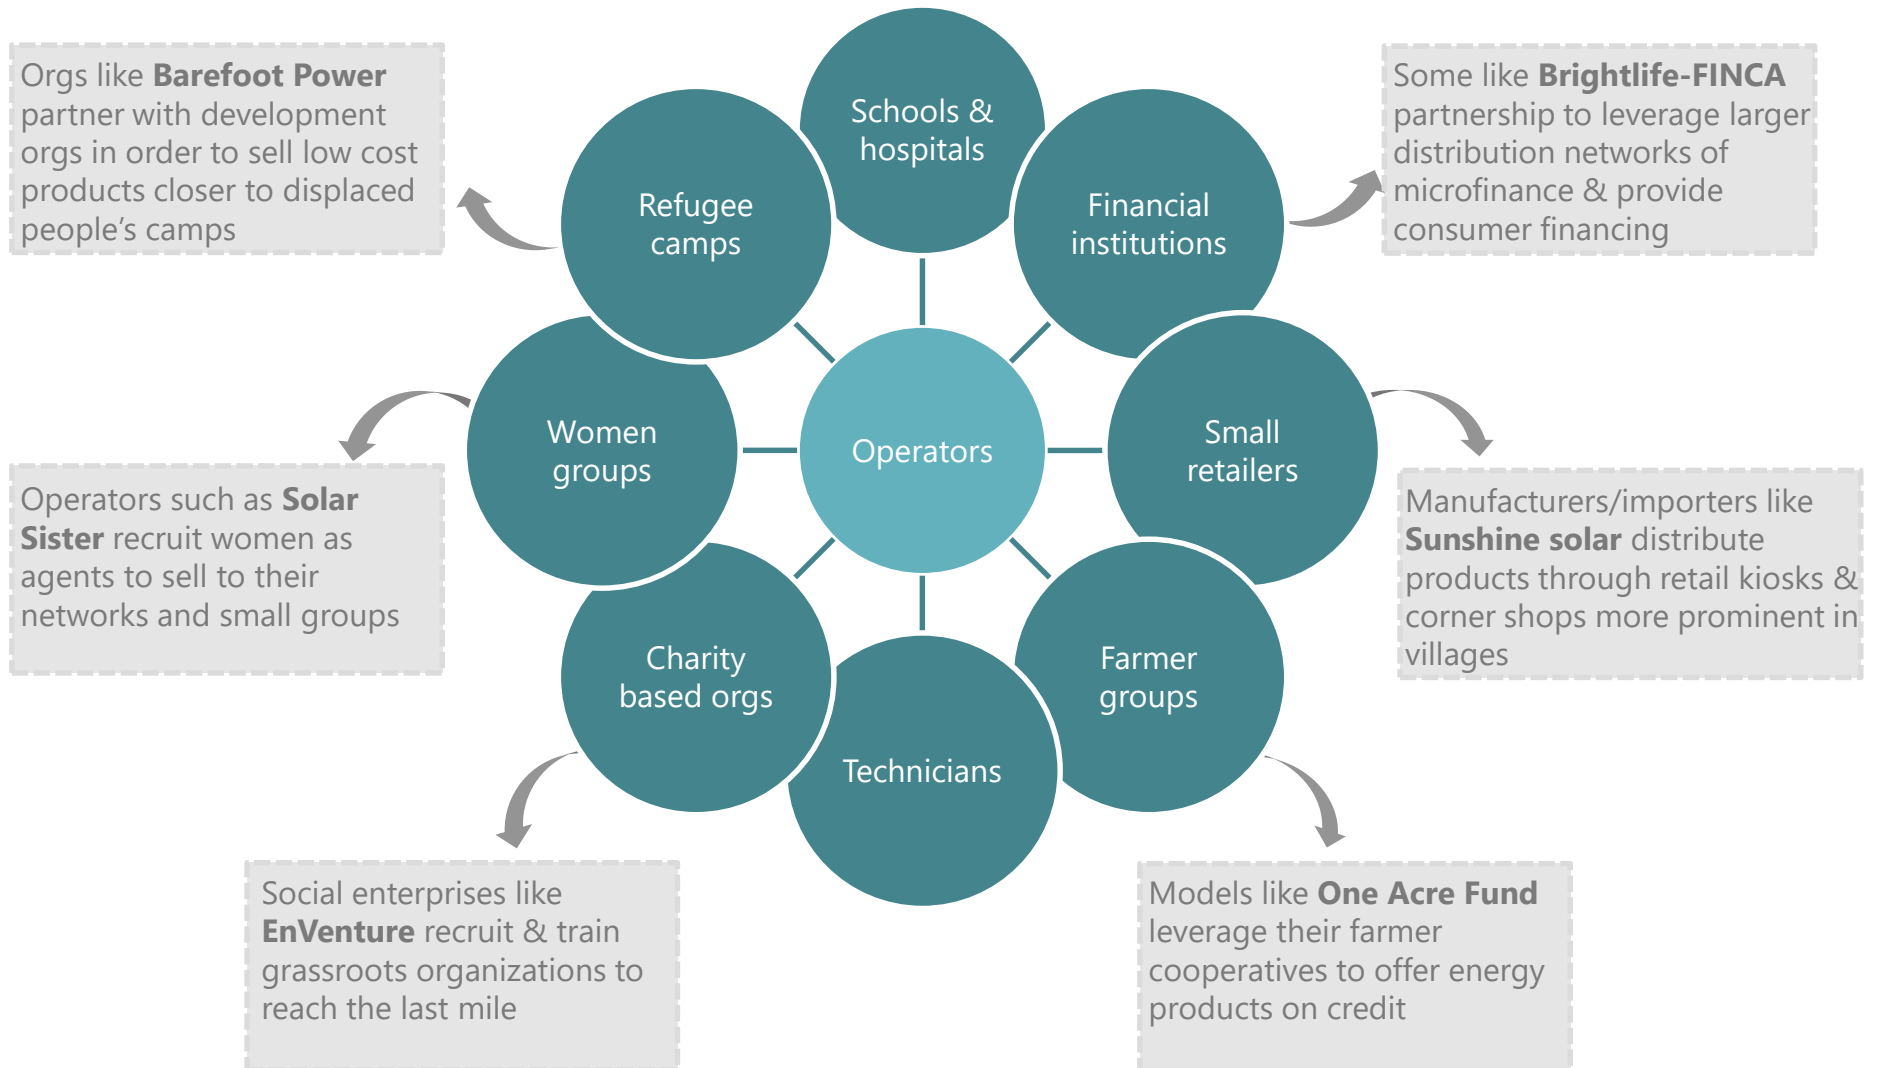 Orgs like Barefoot Power
partner with development
orgs in order to sell low cost
products closer to displaced
people's camps
Schools &
hospitals
Some like Brightlife-FINCA
partnership to leverage larger
distribution networks of
microfinance & provide
consumer financing
Refugee
camps
Financial
institutions
Women
groups
Operators
Small
retailers
Operators such as Solar
Sister recruit women as
agents to sell to their
networks and small groups
Manufacturers/importers like
Sunshine solar distribute
products through retail kiosks &
corner shops more prominent in
villages
Charity
based orgs
Technicians
Farmer
groups
Social enterprises like
EnVenture recruit & train
grassroots organizations to
reach the last mile
Models like One Acre Fund
leverage their farmer
cooperatives to offer energy
products on credit